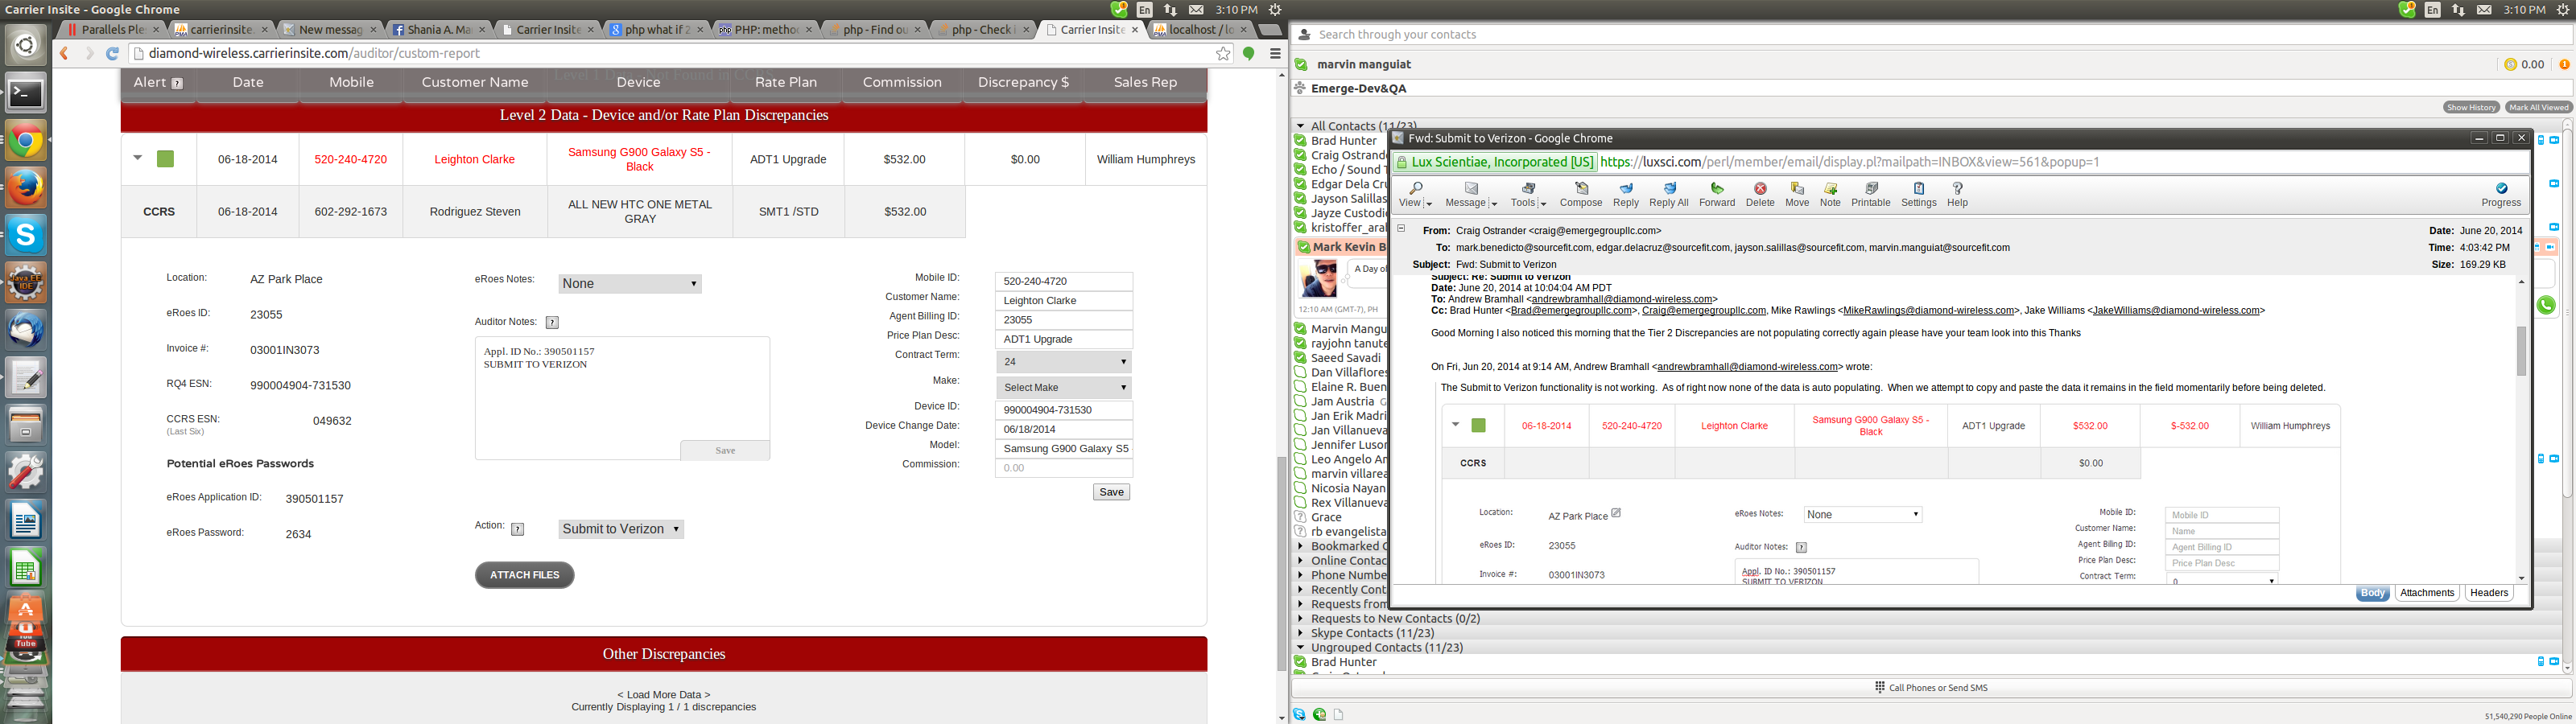 Carrier Insite - Google Chrome
En 3:10 PM
En 3:10 PM
Parallels Ple
carrierinsite.
New messag
Shania A. Ma
Carrier Insite
php what if 2
PHP: metho
php - Find ou
php - Check i
Carrier Insite
localhost / lo
diamond-wireless.carrierinsite.com/auditor/custom-report
Alert ? Date Mobile Customer Name Device Rate Plan Commission Discrepancy $ Sales Rep
Level 2 Data - Device and/or Rate Plan Discrepancies
06-18-2014 520-240-4720 Leighton Clarke Samsung G900 Galaxy S5 - Black ADT1 Upgrade $532.00 $0.00 William Humphreys
CCRS 06-18-2014 602-292-1673 Rodriguez Steven ALL NEW HTC ONE METAL GRAY SMT1 /STD $532.00
Location: AZ Park Place
eRoes ID: 23055
Invoice #: 03001IN3073
RQ4 ESN: 990004904-731530
CCRS ESN: 049632
(Last Six)
Potential eRoes Passwords
eRoes Application ID: 390501157
eRoes Password: 2634
eRoes Notes: None
Auditor Notes: ?
Appl. ID No.: 390501157
SUBMIT TO VERIZON
Save
Action: ? Submit to Verizon
ATTACH FILES
Mobile ID: 520-240-4720
Customer Name: Leighton Clarke
Agent Billing ID: 23055
Price Plan Desc: ADT1 Upgrade
Contract Term: 24
Make: Select Make
Device ID: 990004904-731530
Device Change Date: 06/18/2014
Model: Samsung G900 Galaxy S5
Commission: 0.00
Save
Other Discrepancies
< Load More Data >
Currently Displaying 1 / 1 discrepancies
Search through your contacts
marvin manguiat 0.00
Emerge-Dev&QA
Show History Mark All Viewed
All Contacts (11/23)
Brad Hunter
Craig Ostrande
Echo / Sound T
Edgar Dela Cru
Jayson Salillas
Jayze Custodi
kristoffer_aral
Mark Kevin B
A Day of
12:10 AM (GMT-7), PH
Marvin Mangu
rayjohn tanute
Saeed Savadi
Dan Villaflores
Elaine R. Buen
Jam Austria
Jan Erik Madri
Jan Villanueva
Jennifer Lusor
Leo Angelo Ar
marvin villarea
Nicosia Nayan
Rex Villanueva
Grace
rb evangelista
Bookmarked C
Online Contac
Phone Numbe
Recently Cont
Requests from
Requests to New Contacts (0/2)
Skype Contacts (11/23)
Ungrouped Contacts (11/23)
Brad Hunter
Call Phones or Send SMS
51,540,290 People Online
Fwd: Submit to Verizon - Google Chrome
Lux Scientiae, Incorporated [US] https://luxsci.com/perl/member/email/display.pl?mailpath=INBOX&view=561&popup=1
View Message Tools Compose Reply Reply All Forward Delete Move Note Printable Settings Help Progress
From: Craig Ostrander <craig@emergegroupllc.com> Date: June 20, 2014
To: mark.benedicto@sourcefit.com, edgar.delacruz@sourcefit.com, jayson.salillas@sourcefit.com, marvin.manguiat@sourcefit.com Time: 4:03:42 PM
Subject: Fwd: Submit to Verizon Size: 169.29 KB
Subject: Re: Submit to Verizon
Date: June 20, 2014 at 10:04:04 AM PDT
To: Andrew Bramhall <andrewbramhall@diamond-wireless.com>
Cc: Brad Hunter <Brad@emergegroupllc.com>, Craig@emergegroupllc.com, Mike Rawlings <MikeRawlings@diamond-wireless.com>, Jake Williams <JakeWilliams@diamond-wireless.com>
Good Morning I also noticed this morning that the Tier 2 Discrepancies are not populating correctly again please have your team look into this Thanks
On Fri, Jun 20, 2014 at 9:14 AM, Andrew Bramhall <andrewbramhall@diamond-wireless.com> wrote:
The Submit to Verizon functionality is not working. As of right now none of the data is auto populating. When we attempt to copy and paste the data it remains in the field momentarily before being deleted.
06-18-2014 520-240-4720 Leighton Clarke Samsung G900 Galaxy S5 - Black ADT1 Upgrade $532.00 $-532.00 William Humphreys
CCRS $0.00
Location: AZ Park Place
eRoes ID: 23055
Invoice #: 03001IN3073
eRoes Notes: None
Auditor Notes: ?
Appl. ID No.: 390501157
SUBMIT TO VERIZON
Mobile ID: Mobile ID
Customer Name: Name
Agent Billing ID: Agent Billing ID
Price Plan Desc: Price Plan Desc
Contract Term: 0
Body Attachments Headers